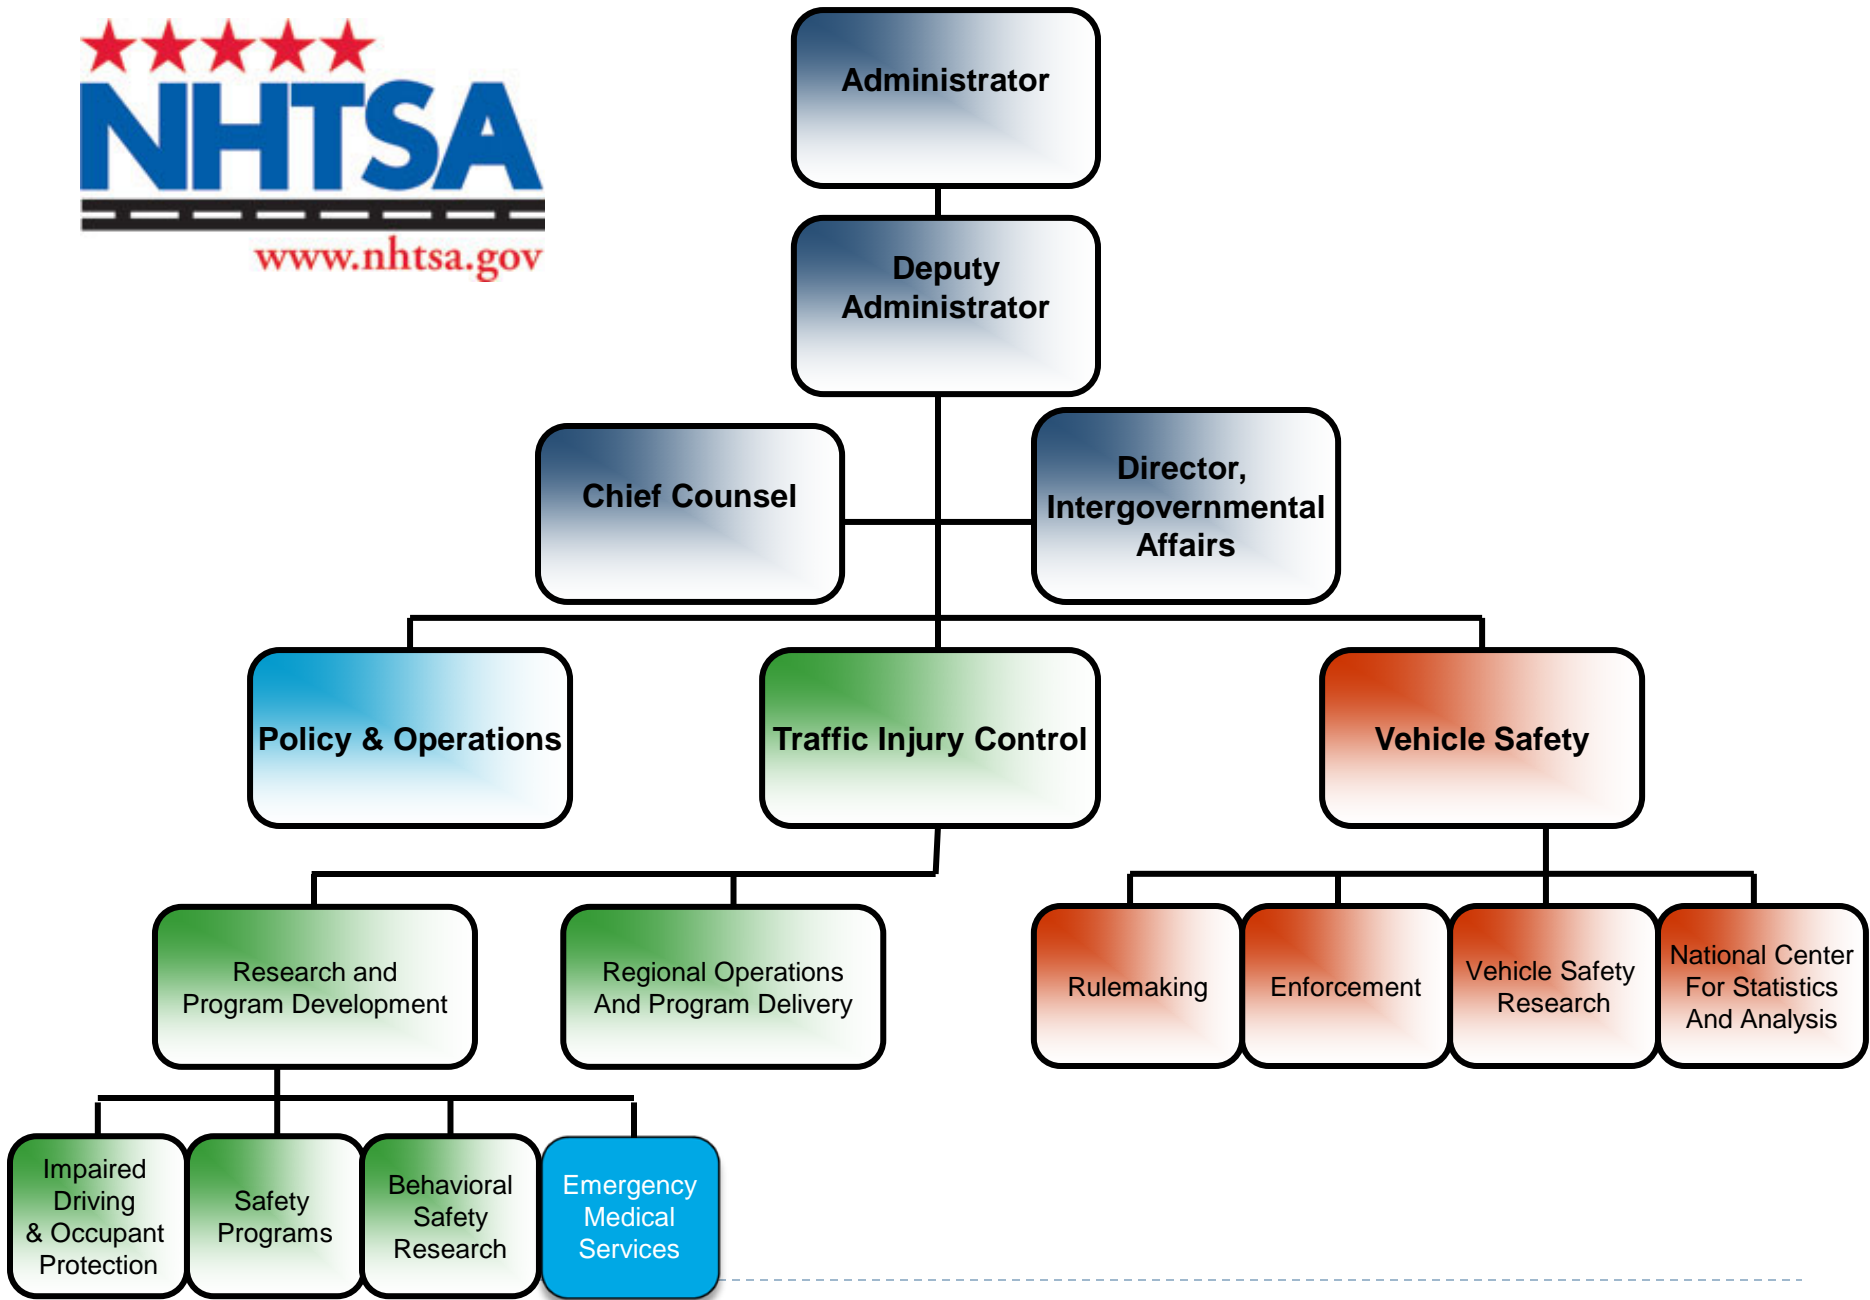 NHTSA
www.nhtsa.gov
Administrator
Deputy
Administrator
Chief Counsel
Director,
Intergovernmental
Affairs
Policy & Operations
Traffic Injury Control
Vehicle Safety
Research and
Program Development
Regional Operations
And Program Delivery
Rulemaking
Enforcement
Vehicle Safety
Research
National Center
For Statistics
And Analysis
Impaired
Driving
& Occupant
Protection
Safety
Programs
Behavioral
Safety
Research
Emergency
Medical
Services